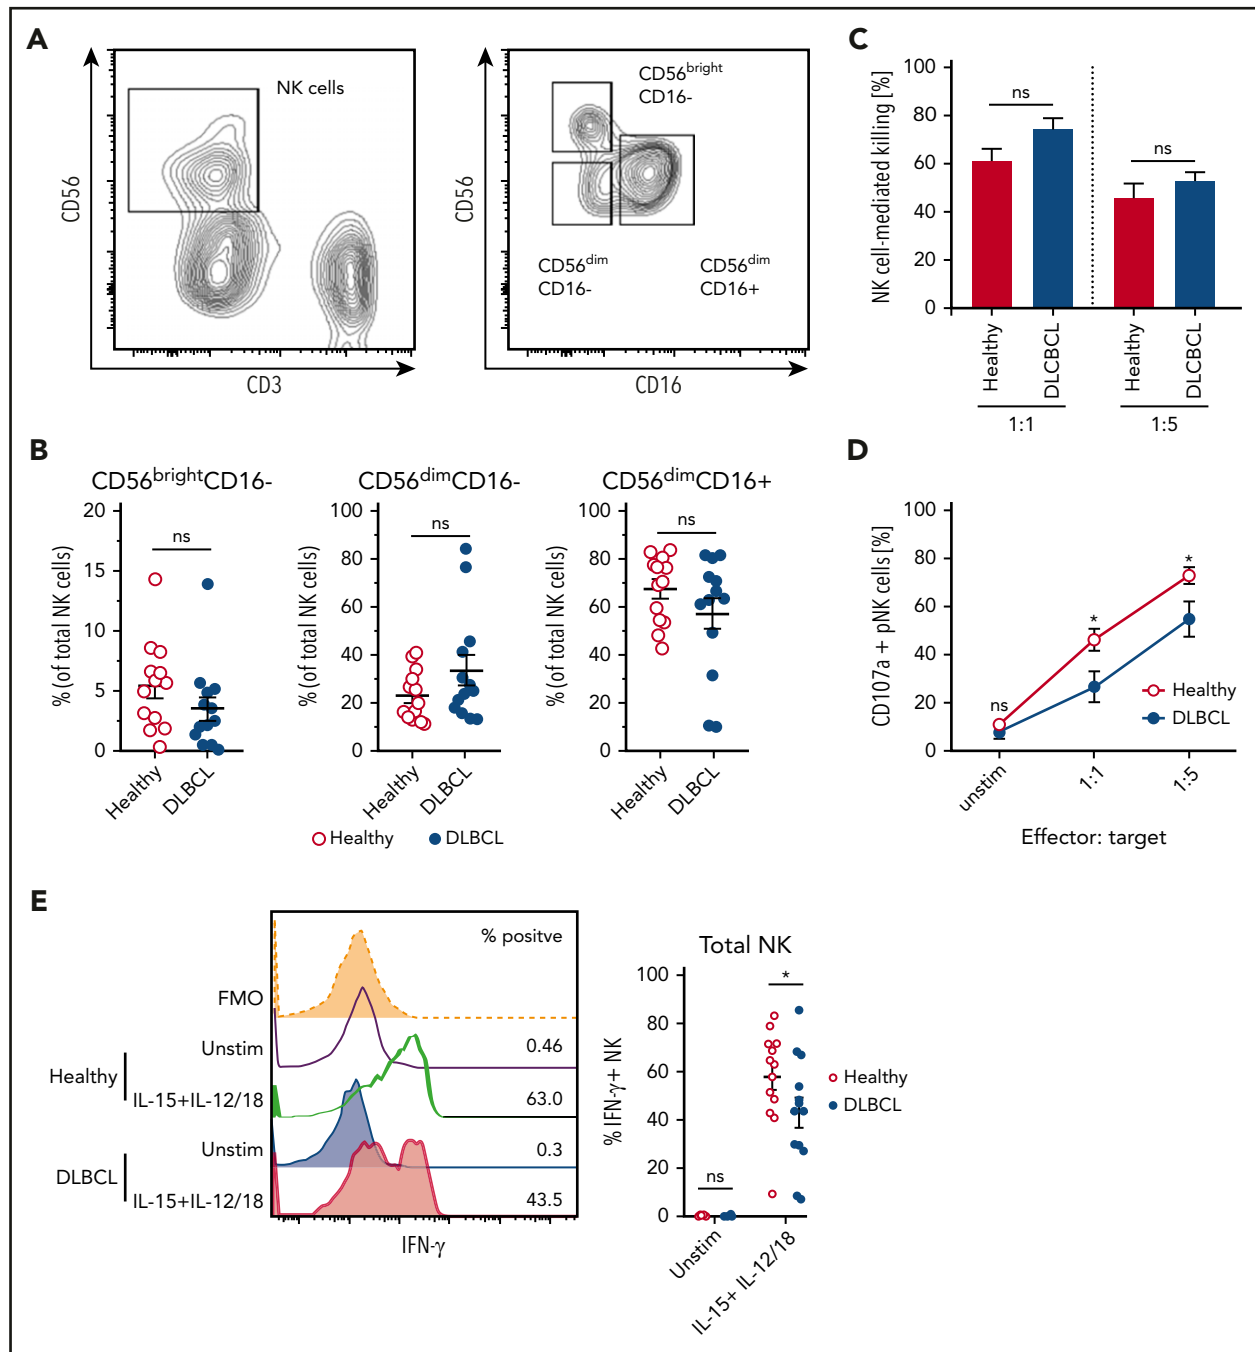 A
NK cells
CD56
CD3
CD56bright
CD16-
CD56dim
CD16-
CD56dim
CD16+
CD56
CD16
C
NK cell-mediated killing [%]
100
80
60
40
20
0
ns
ns
Healthy
DLCBCL
Healthy
DLCBCL
1:1
1:5
B
CD56brightCD16-
% (of total NK cells)
20
15
10
5
0
ns
Healthy
DLBCL
CD56dimCD16-
% (of total NK cells)
100
80
60
40
20
0
ns
Healthy
DLBCL
CD56dimCD16+
% (of total NK cells)
100
80
60
40
20
0
ns
Healthy
DLBCL
Healthy
DLBCL
D
CD107a + pNK cells [%]
100
80
60
40
20
0
ns
*
*
Healthy
DLBCL
unstim
1:1
1:5
Effector: target
E
% positve
FMO
Unstim
0.46
Healthy
IL-15+IL-12/18
63.0
Unstim
0.3
DLBCL
IL-15+IL-12/18
43.5
IFN-γ
Total NK
% IFN-γ+ NK
100
80
60
40
20
0
ns
*
Healthy
DLBCL
Unstim
IL-15+ IL-12/18